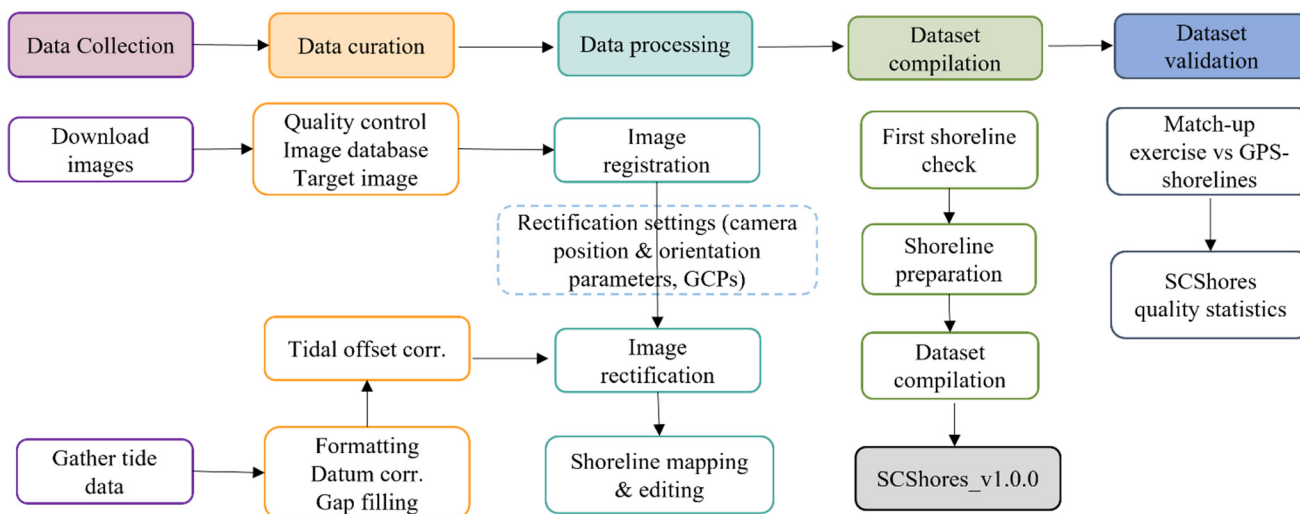 Data Collection
Data curation
Data processing
Dataset
compilation
Dataset
validation
Download
images
Quality control
Image database
Target image
Image
registration
First shoreline
check
Match-up
exercise vs GPS-
shorelines
Rectification settings (camera
position & orientation
parameters, GCPs)
Shoreline
preparation
SCShores
quality statistics
Tidal offset corr.
Image
rectification
Dataset
compilation
Gather tide
data
Formatting
Datum corr.
Gap filling
Shoreline mapping
& editing
SCShores_v1.0.0